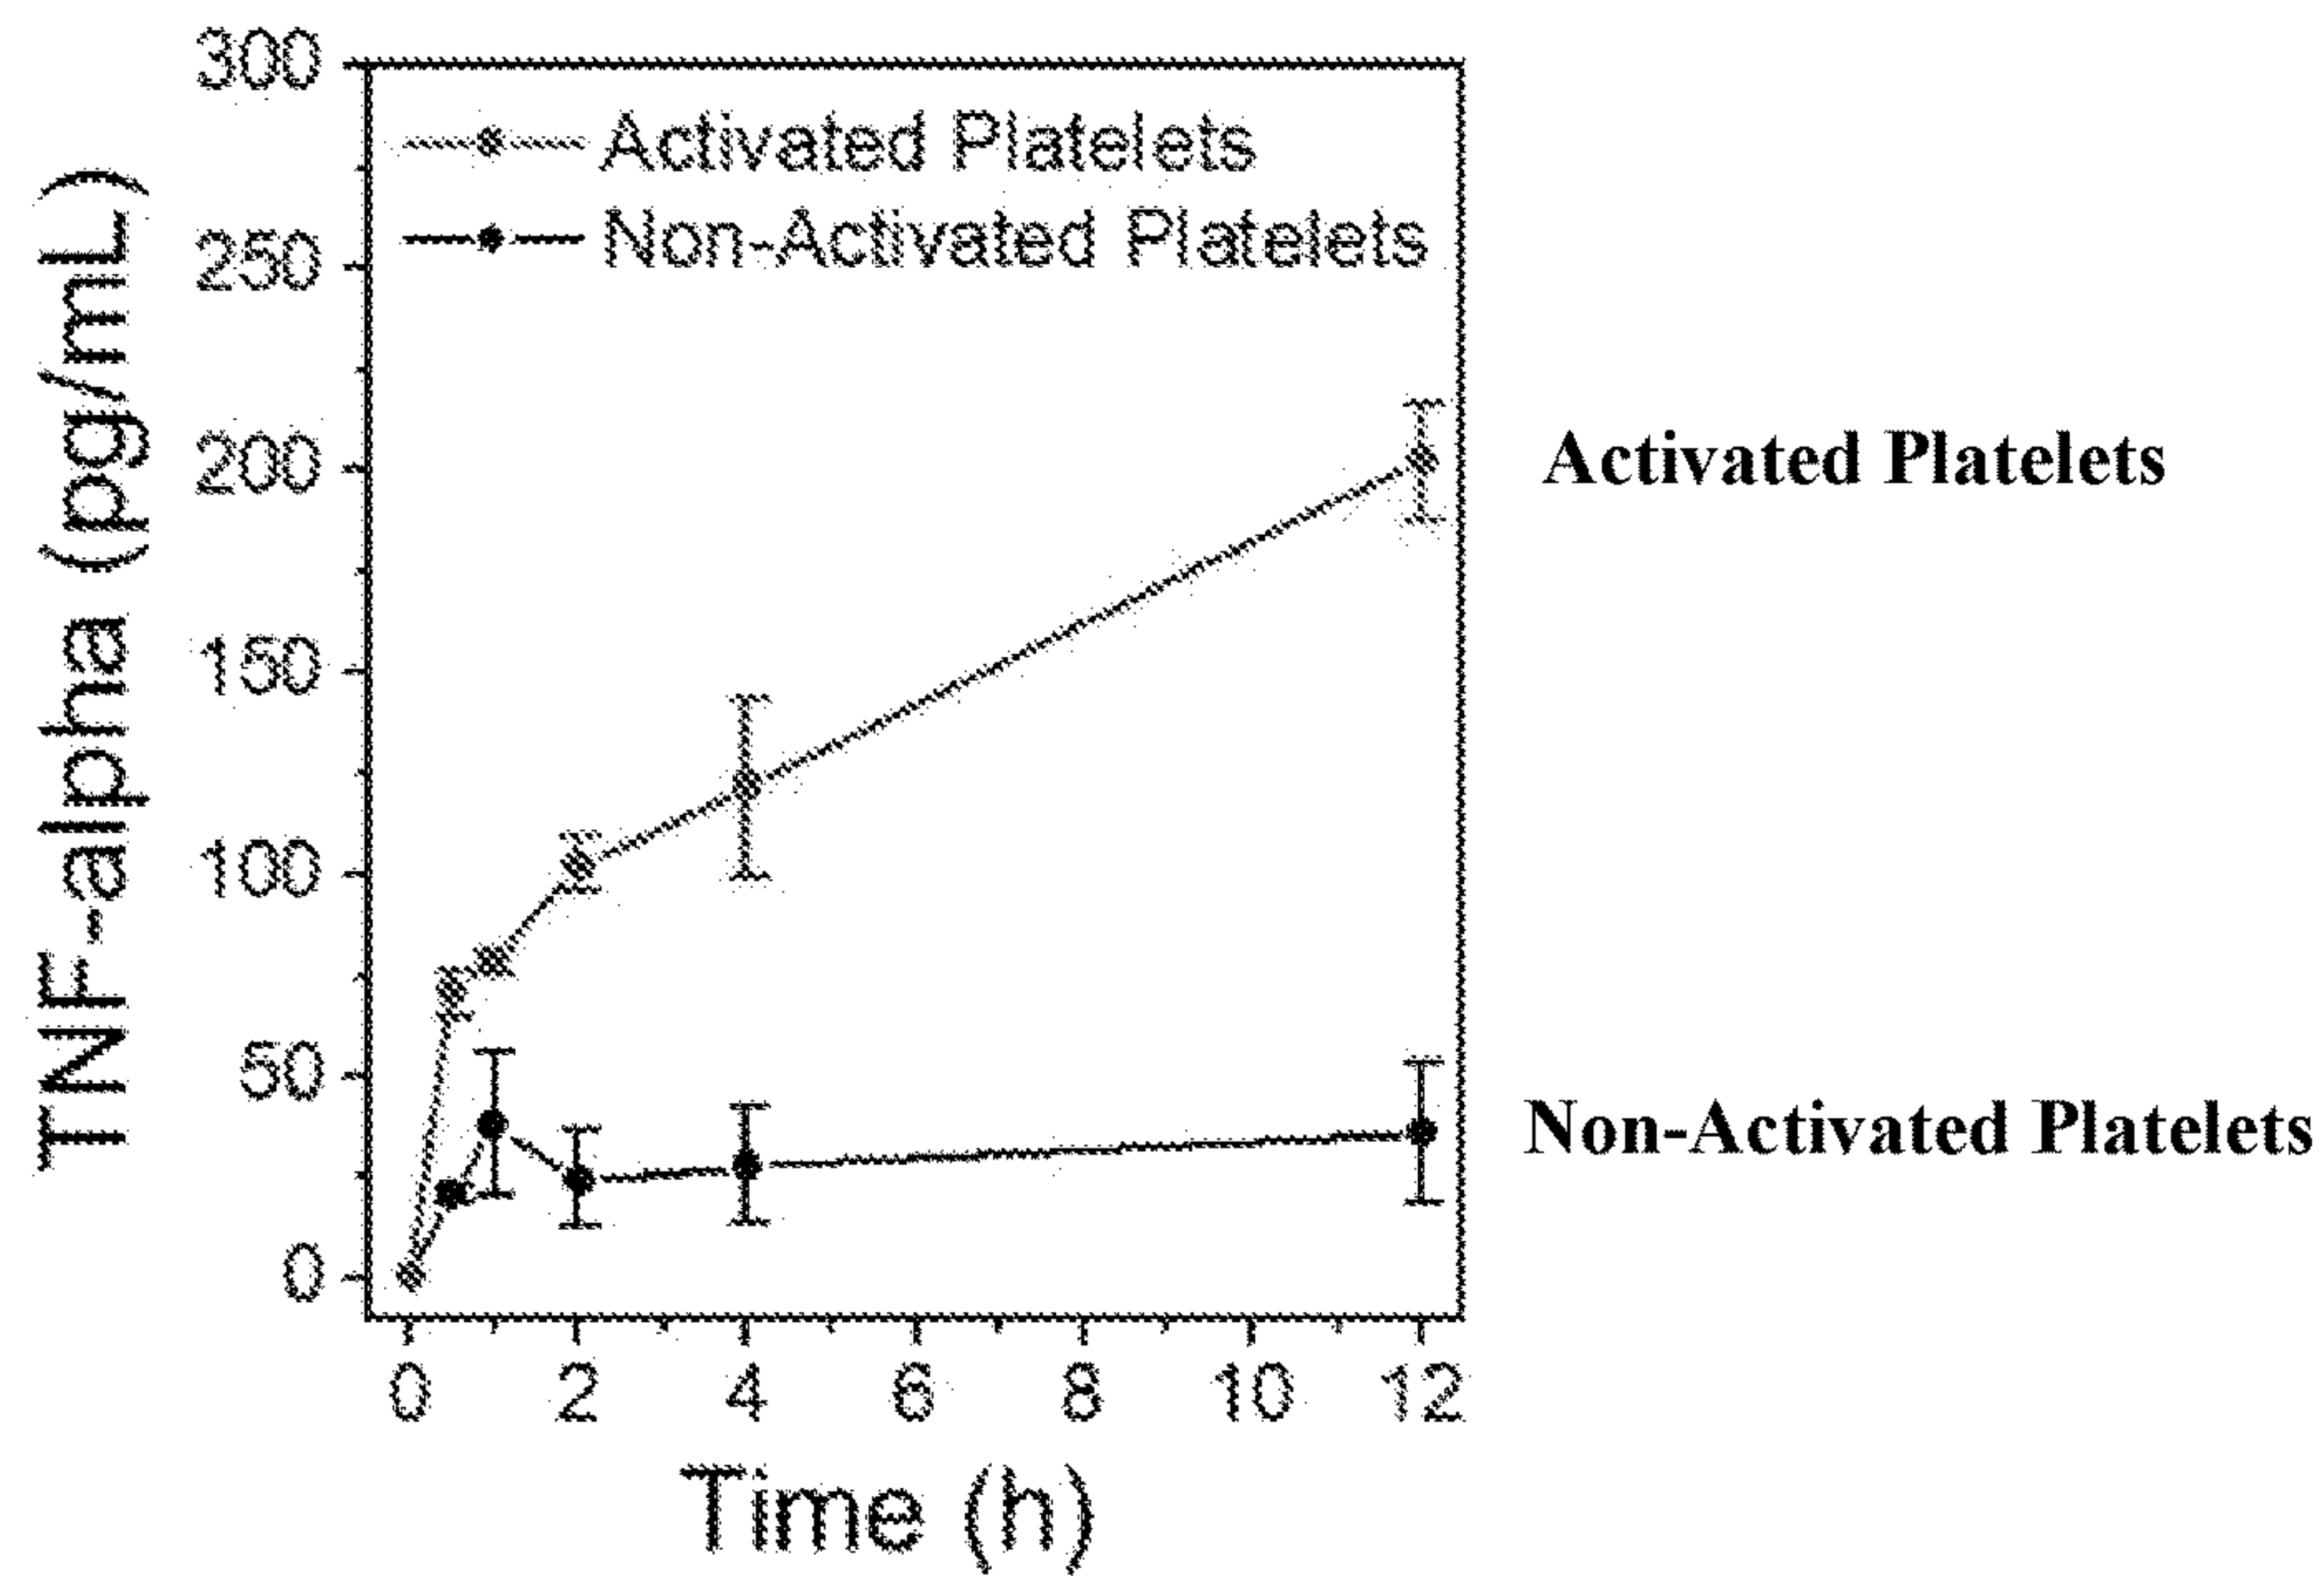 300
250
200
150
100
50
0
TNF-alpha (pg/mL)
Activated Platelets
Non-Activated Platelets
Activated Platelets
Non-Activated Platelets
0 2 4 6 8 10 12
Time (h)